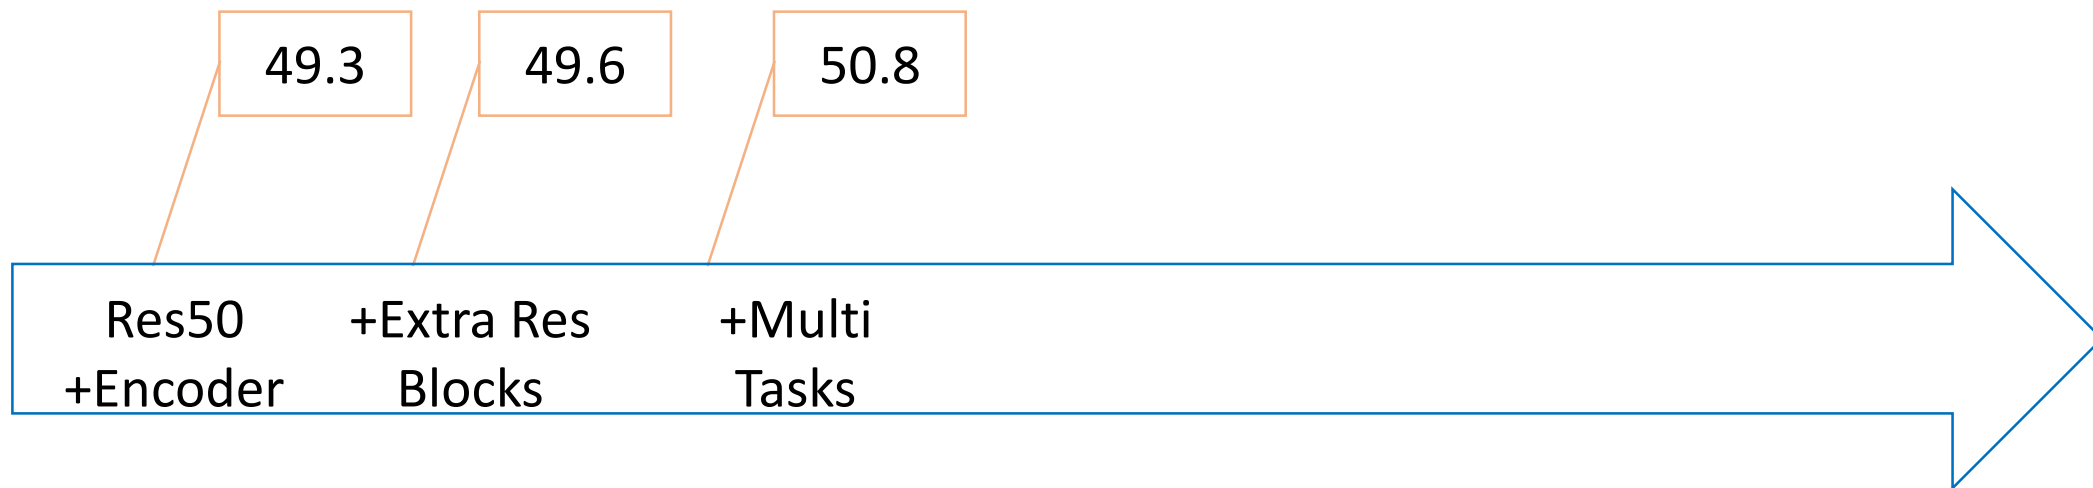 49.3
49.6
50.8
Res50
+Encoder
+Extra Res
Blocks
+Multi
Tasks